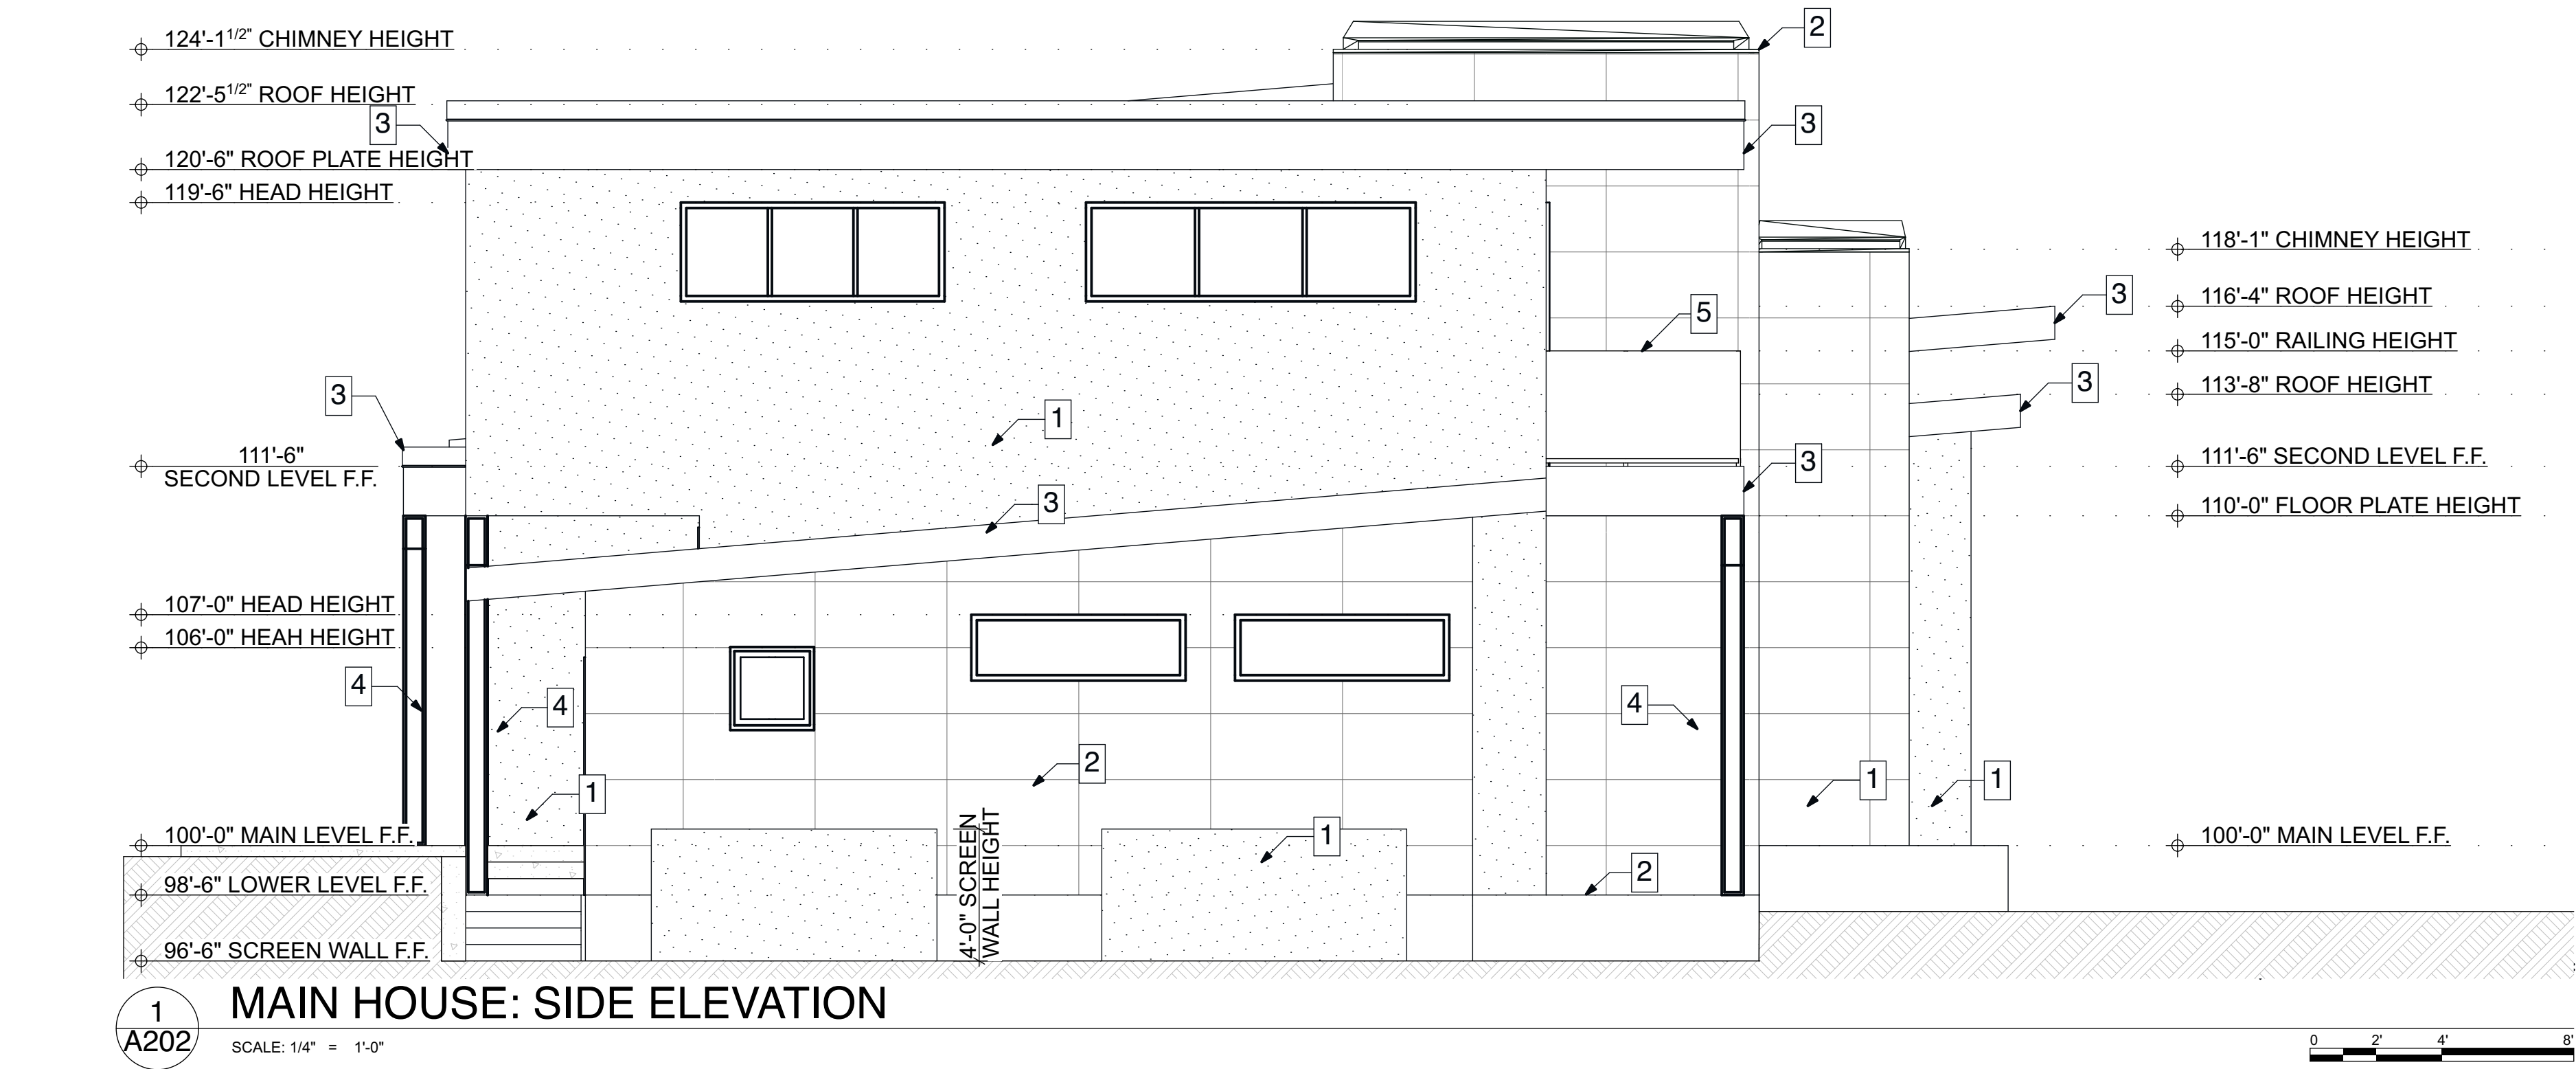 124'-1 1/2" CHIMNEY HEIGHT
2
122'-5 1/2" ROOF HEIGHT
3
3
120'-6" ROOF PLATE HEIGHT
119'-6" HEAD HEIGHT
118'-1" CHIMNEY HEIGHT
3
116'-4" ROOF HEIGHT
5
115'-0" RAILING HEIGHT
3
113'-8" ROOF HEIGHT
3
1
111'-6"
SECOND LEVEL F.F.
3
111'-6" SECOND LEVEL F.F.
3
110'-0" FLOOR PLATE HEIGHT
107'-0" HEAD HEIGHT
106'-0" HEAH HEIGHT
4
4
4
2
1
1
1
100'-0" MAIN LEVEL F.F.
1
100'-0" MAIN LEVEL F.F.
4'-0" SCREEN
WALL HEIGHT
2
98'-6" LOWER LEVEL F.F.
96'-6" SCREEN WALL F.F.
1
A202
MAIN HOUSE: SIDE ELEVATION
SCALE: 1/4" = 1'-0"
0 2' 4' 8'